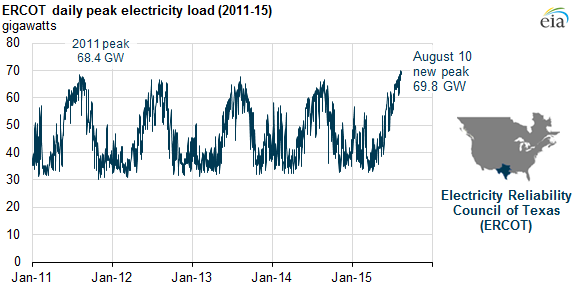 ERCOT daily peak electricity load (2011-15)
gigawatts
eia
80
70
60
50
40
30
20
10
0
2011 peak
68.4 GW
August 10
new peak
69.8 GW
Jan-11
Jan-12
Jan-13
Jan-14
Jan-15
Electricity Reliability
Council of Texas
(ERCOT)